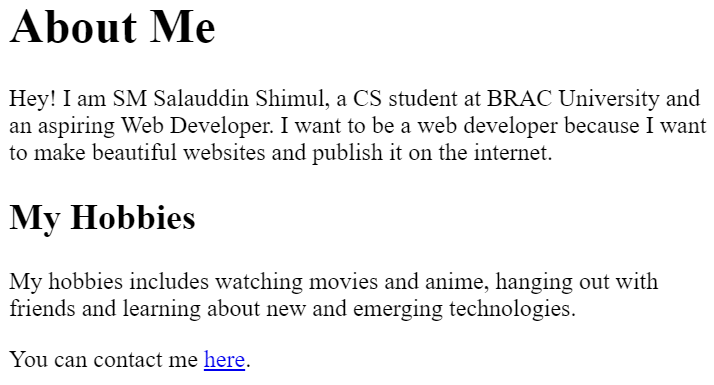 About Me
Hey! I am SM Salauddin Shimul, a CS student at BRAC University and
an aspiring Web Developer. I want to be a web developer because I want
to make beautiful websites and publish it on the internet.
My Hobbies
My hobbies includes watching movies and anime, hanging out with
friends and learning about new and emerging technologies.
You can contact me here.